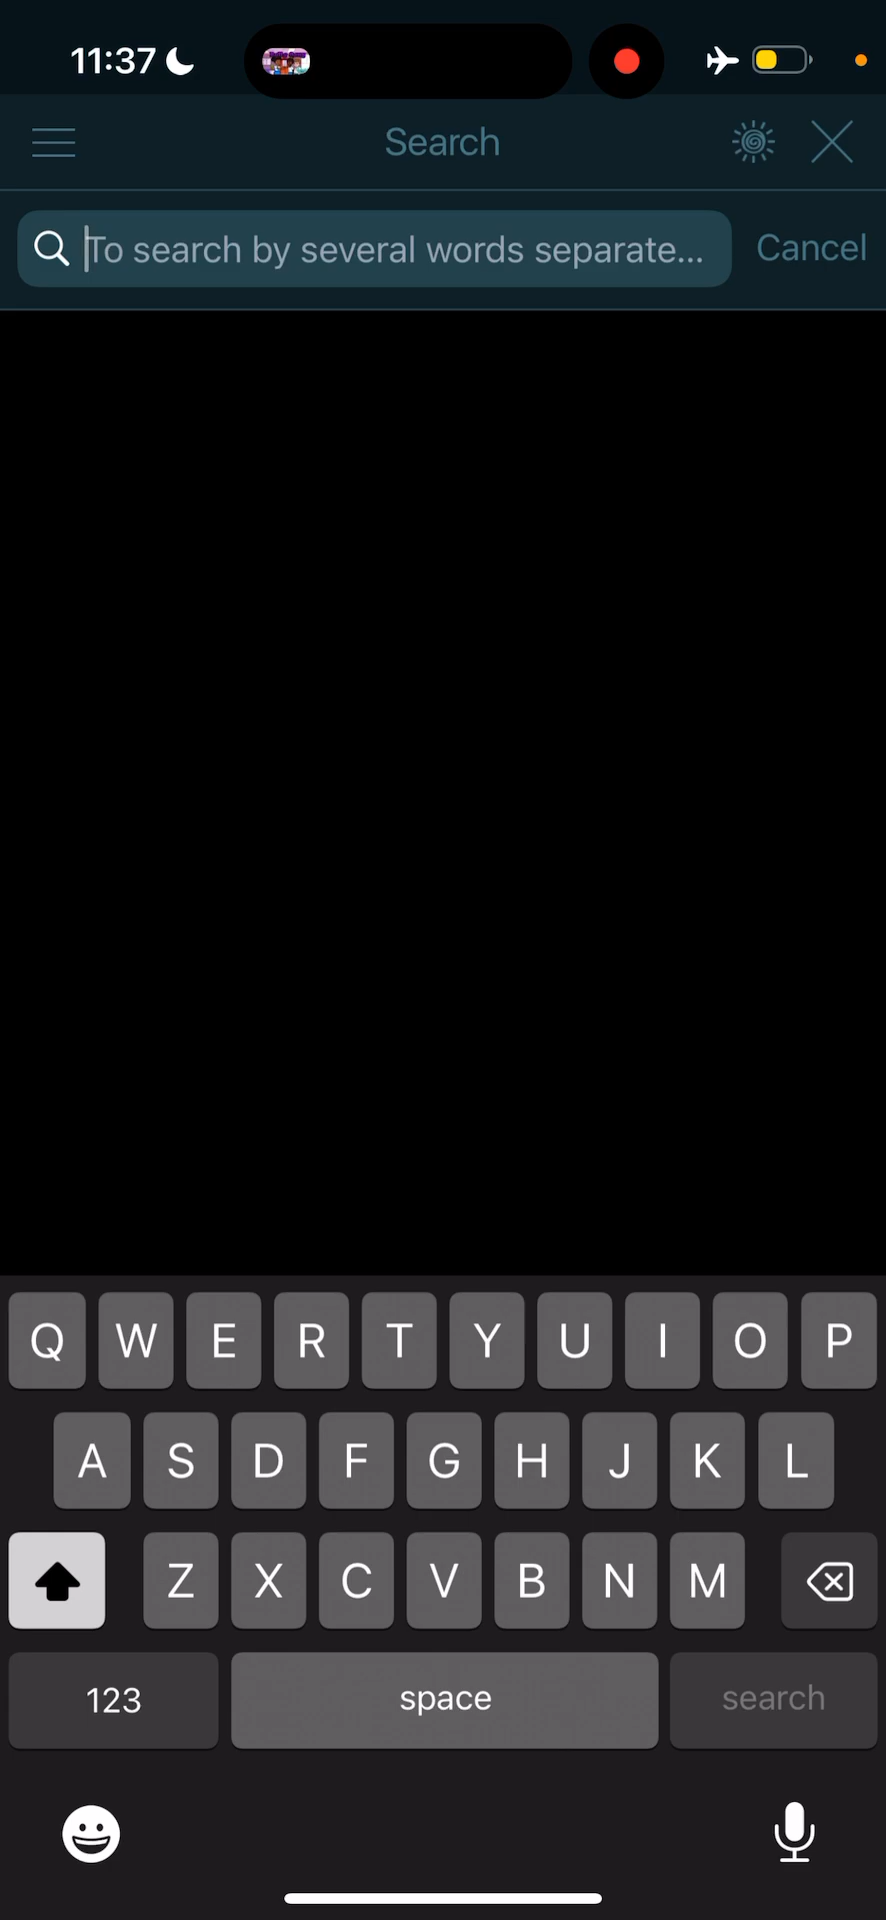 11:37
Search
To search by several words separate...
Cancel
Q W E R T Y U I O P
A S D F G H J K L
Z X C V B N M
123 space search